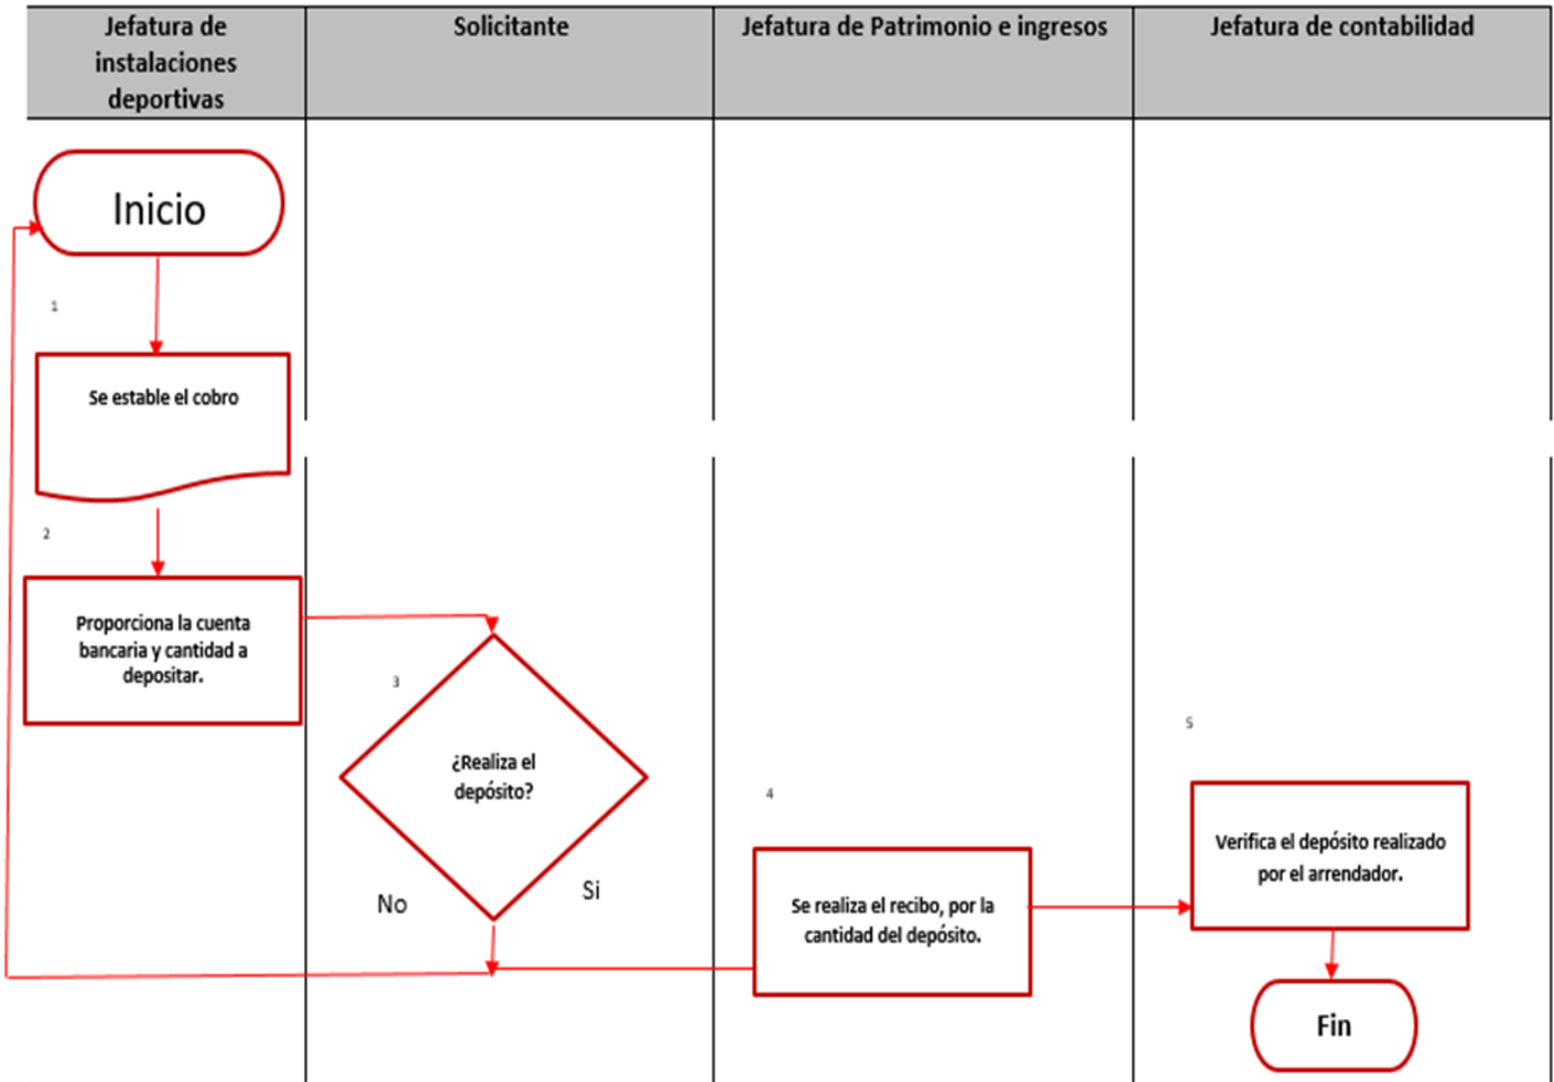 Jefatura de
instalaciones
deportivas
Solicitante
Jefatura de Patrimonio e ingresos
Jefatura de contabilidad
Inicio
1
Se estable el cobro
2
Proporciona la cuenta
bancaria y cantidad a
depositar.
3
¿Realiza el
depósito?
No
Si
4
Se realiza el recibo, por la
cantidad del depósito.
5
Verifica el depósito realizado
por el arrendador.
Fin